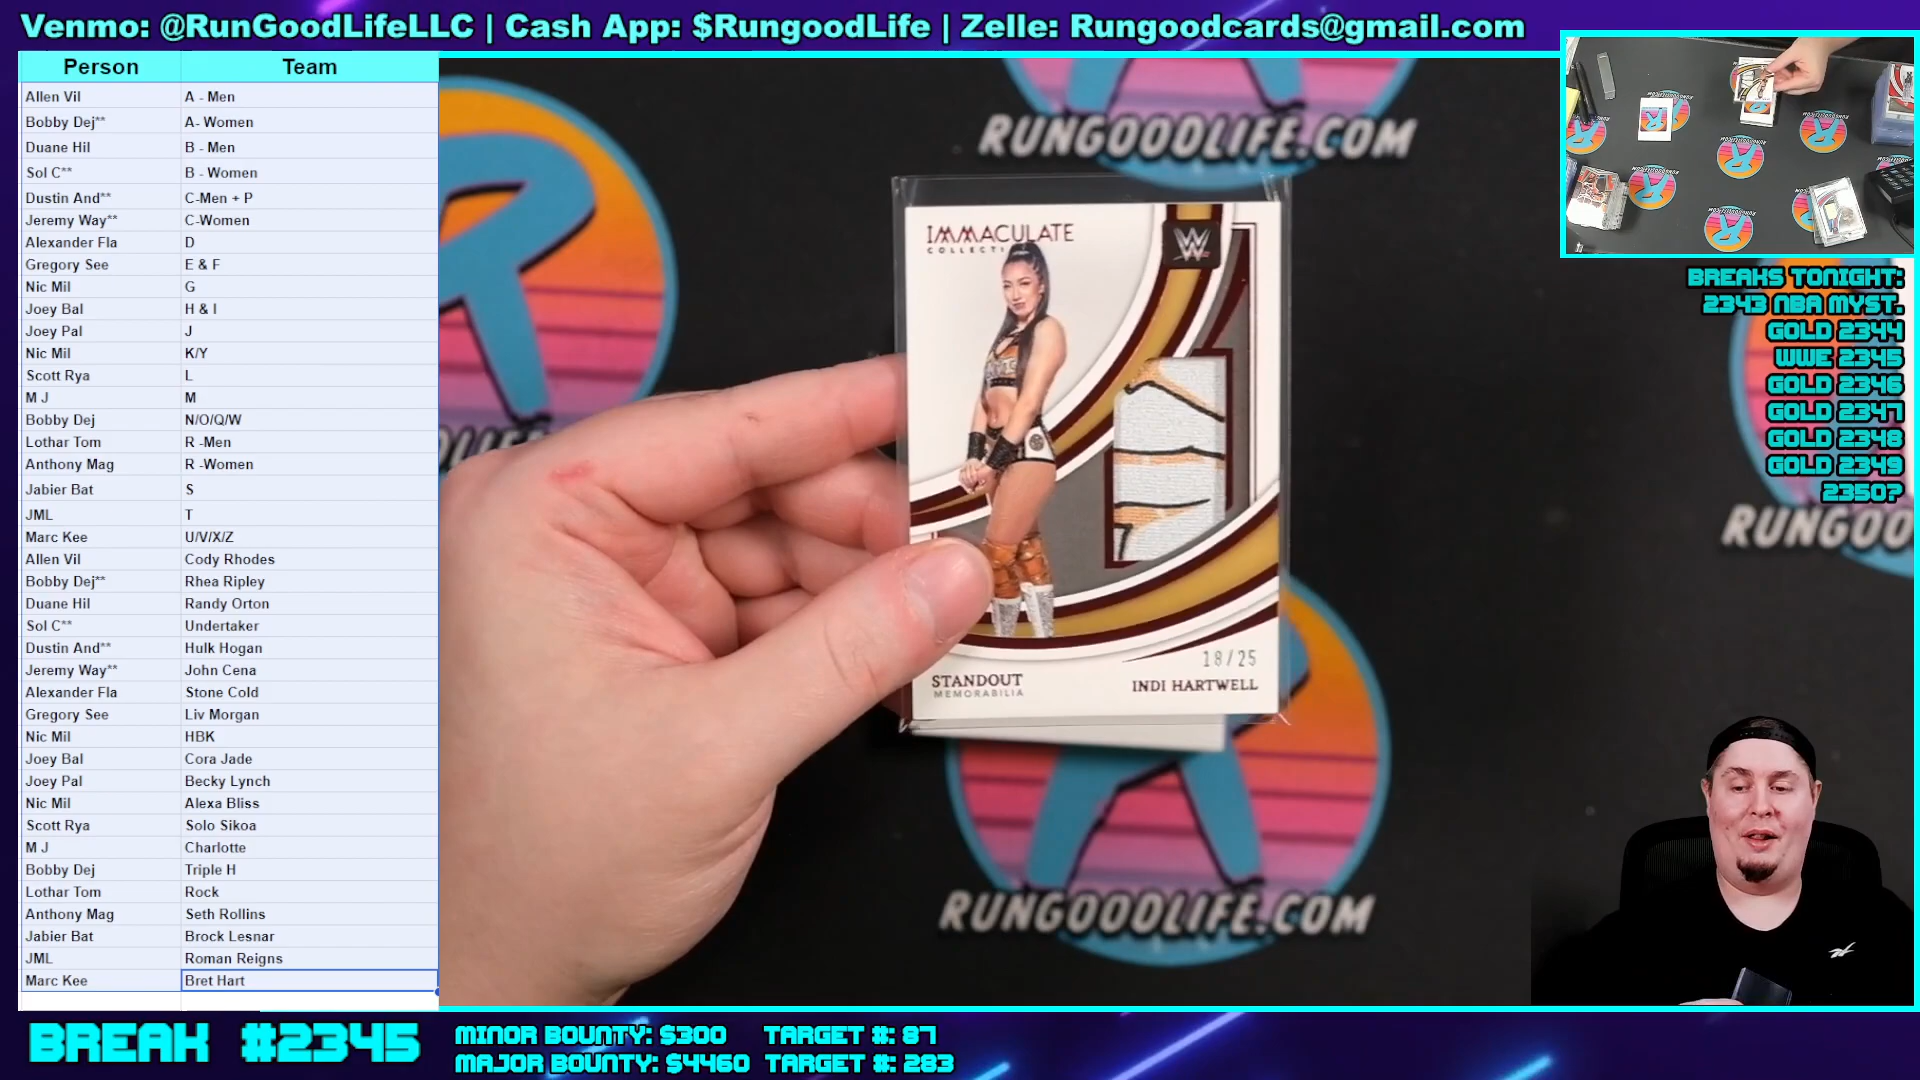 Venmo: @RunGoodLifeLLC | Cash App: $RungoodLife | Zelle: Rungoodcards@gmail.com
Person Team
Allen Vil A - Men
Bobby Dej** A- Women
Duane Hil B - Men
Sol C** B - Women
Dustin And** C-Men + P
Jeremy Way** C-Women
Alexander Fla D
Gregory See E & F
Nic Mil G
Joey Bal H & I
Joey Pal J
Nic Mil K/Y
Scott Rya L
M J M
Bobby Dej N/O/Q/W
Lothar Tom R -Men
Anthony Mag R -Women
Jabier Bat S
JML T
Marc Kee U/V/X/Z
Allen Vil Cody Rhodes
Bobby Dej** Rhea Ripley
Duane Hil Randy Orton
Sol C** Undertaker
Dustin And** Hulk Hogan
Jeremy Way** John Cena
Alexander Fla Stone Cold
Gregory See Liv Morgan
Nic Mil HBK
Joey Bal Cora Jade
Joey Pal Becky Lynch
Nic Mil Alexa Bliss
Scott Rya Solo Sikoa
M J Charlotte
Bobby Dej Triple H
Lothar Tom Rock
Anthony Mag Seth Rollins
Jabier Bat Brock Lesnar
JML Roman Reigns
Marc Kee Bret Hart
RUNGOODLIFE.COM
IMMACULATE
COLLECTI
W
18/25
STANDOUT
MEMORABILIA
INDI HARTWELL
RUNGOODLIFE.COM
RUNGOO
BREAKS TONIGHT:
2343 NBA MYST.
GOLD 2344
WWE 2345
GOLD 2346
GOLD 2347
GOLD 2348
GOLD 2349
2350?
BREAK #2345
MINOR BOUNTY: $300 TARGET #: 87
MAJOR BOUNTY: $4460 TARGET #: 283